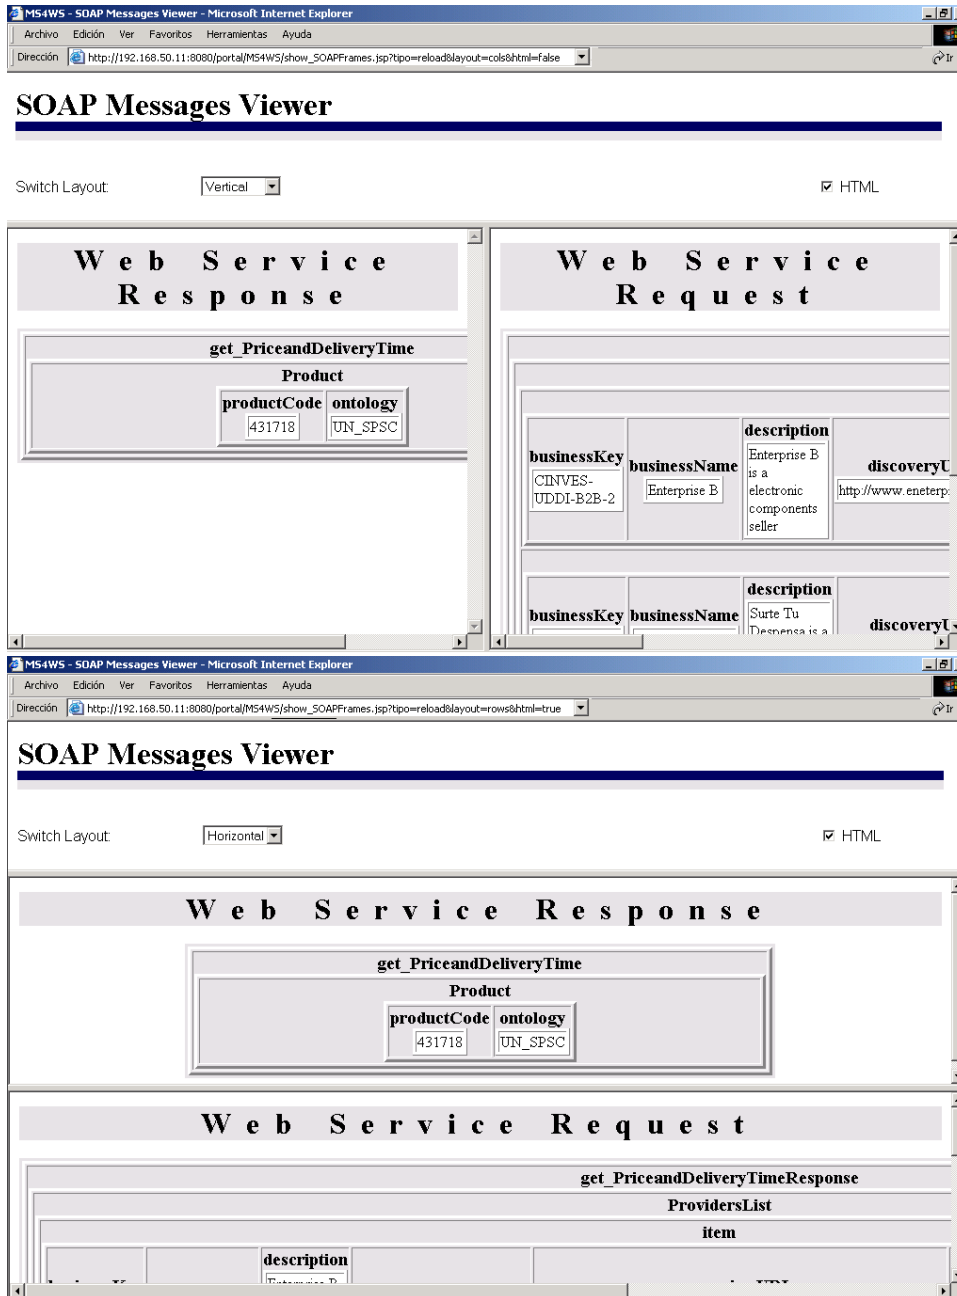 MS4WS - SOAP Messages Viewer - Microsoft Internet Explorer
Archivo Edición Ver Favoritos Herramientas Ayuda
Dirección http://192.168.50.11:8080/portal/MS4WS/show_SOAPFrames.jsp?tipo=reload&layout=cols&html=false Ir
SOAP Messages Viewer
Switch Layout: Vertical HTML
Web Service
Response
get_PriceandDeliveryTime
Product
productCode ontology
431718 UN_SPSC
Web Service
Request
businessKey businessName description discoveryU
CINVES-
UDDI-B2B-2
Enterprise B
Enterprise B
is a
electronic
components
seller
http://www.eneterp
businessKey businessName description discoveryU
Surte Tu
Despensa is a
MS4WS - SOAP Messages Viewer - Microsoft Internet Explorer
Archivo Edición Ver Favoritos Herramientas Ayuda
Dirección http://192.168.50.11:8080/portal/MS4WS/show_SOAPFrames.jsp?tipo=reload&layout=rows&html=true Ir
SOAP Messages Viewer
Switch Layout: Horizontal HTML
Web Service Response
get_PriceandDeliveryTime
Product
productCode ontology
431718 UN_SPSC
Web Service Request
get_PriceandDeliveryTimeResponse
ProvidersList
item
description
Enterprise B